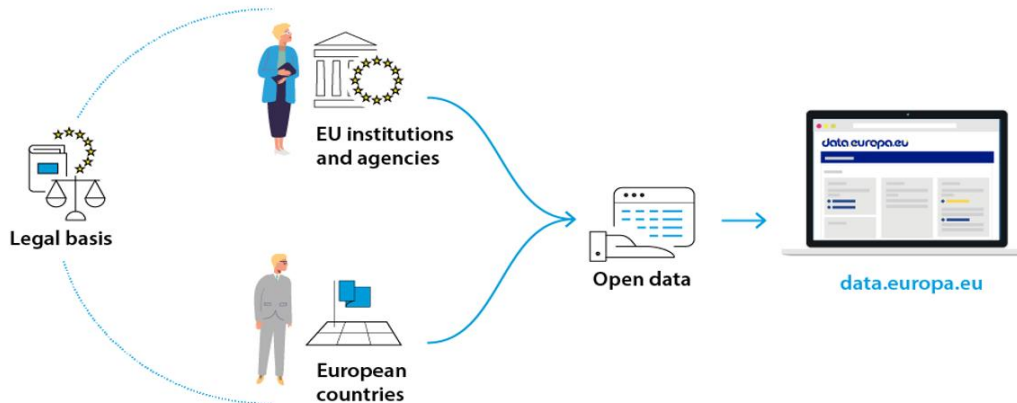 EU institutions
and agencies
Legal basis
European
countries
Open data
data.europa.eu
data.europa.eu